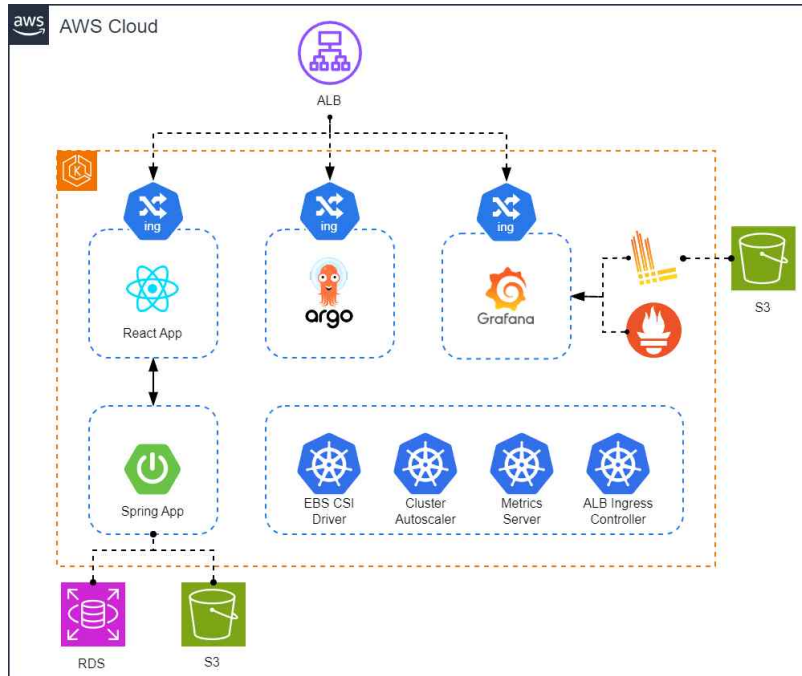 aws
AWS Cloud
ALB
K
ing
ing
ing
React App
argo
Grafana
S3
Spring App
EBS CSI
Driver
Cluster
Autoscaler
Metrics
Server
ALB Ingress
Controller
RDS
S3